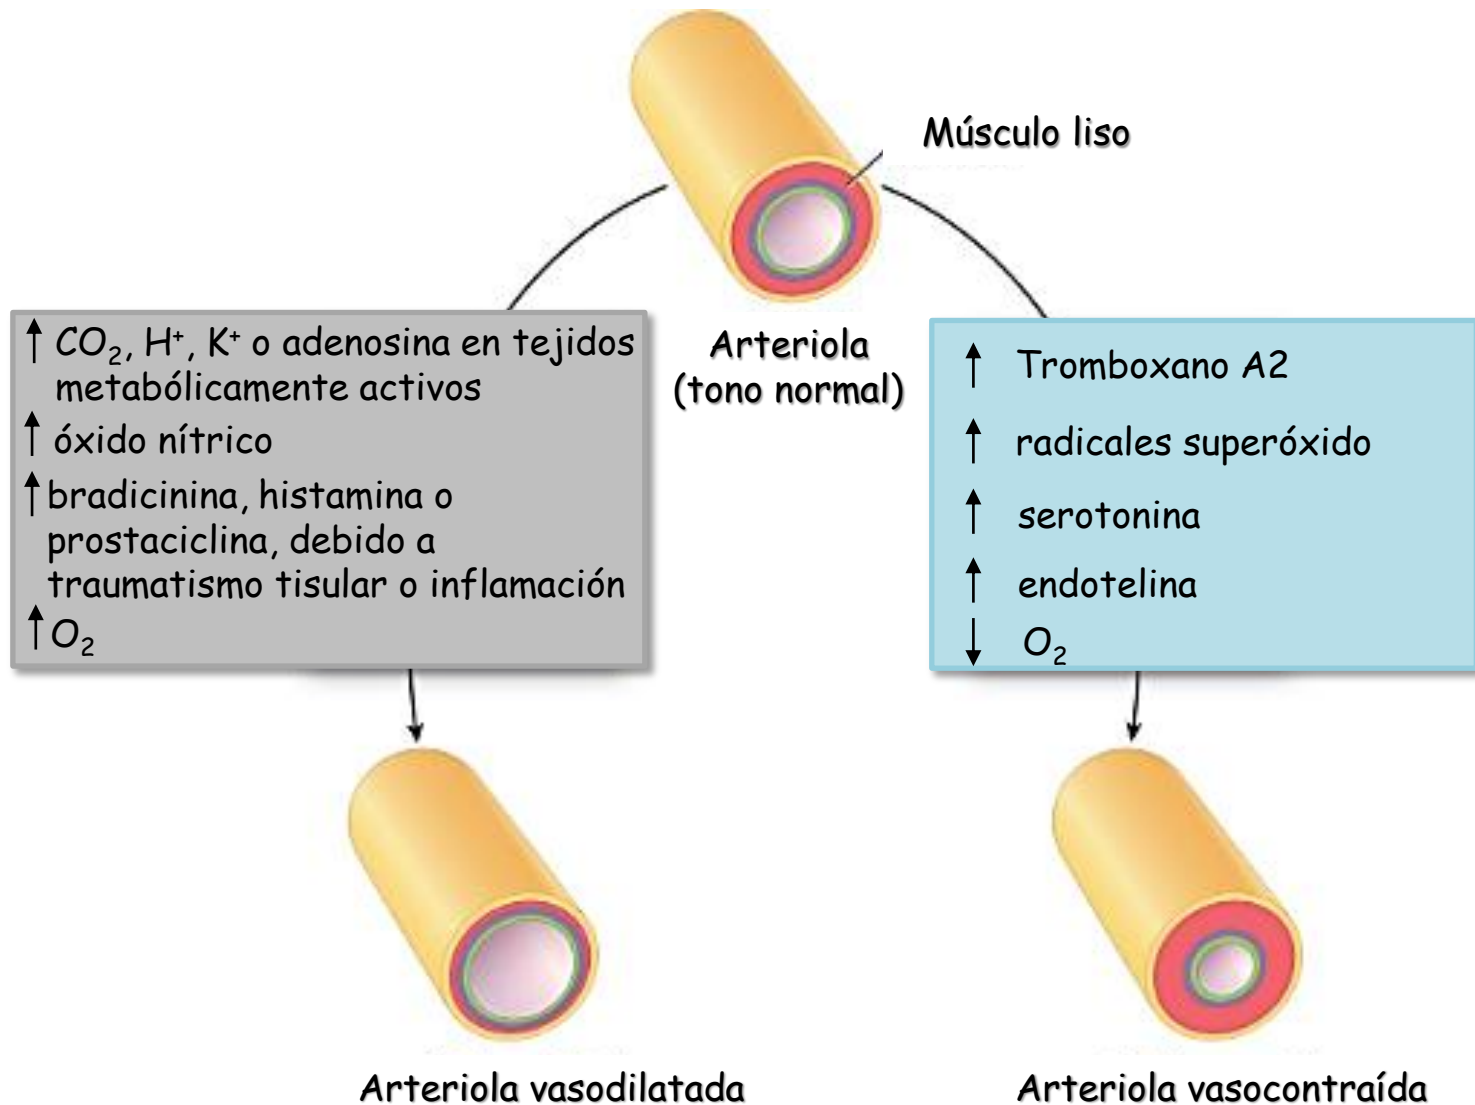 Músculo liso
Arteriola
(tono normal)
↑ CO₂, H⁺, K⁺ o adenosina en tejidos
metabólicamente activos
↑ óxido nítrico
↑ bradicinina, histamina o
prostaciclina, debido a
traumatismo tisular o inflamación
↑ O₂
↑ Tromboxano A2
↑ radicales superóxido
↑ serotonina
↑ endotelina
↓ O₂
Arteriola vasodilatada
Arteriola vasocontraída